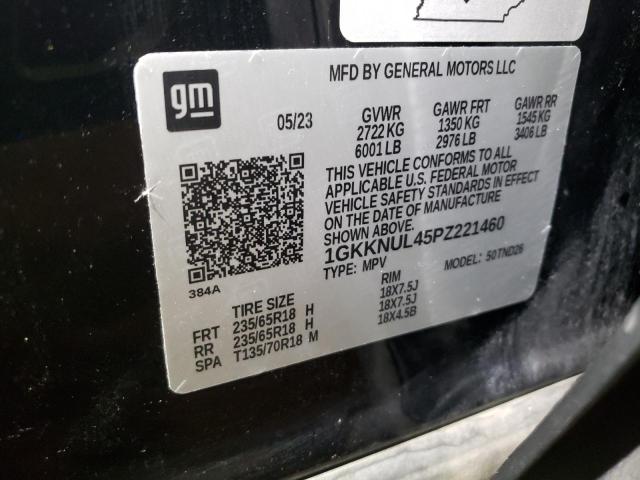 MFD BY GENERAL MOTORS LLC
gm
05/23
GVWR
2722 KG
6001 LB
GAWR FRT
1350 KG
2976 LB
GAWR RR
1545 KG
3406 LB
THIS VEHICLE CONFORMS TO ALL
APPLICABLE U.S. FEDERAL MOTOR
VEHICLE SAFETY STANDARDS IN EFFECT
ON THE DATE OF MANUFACTURE
SHOWN ABOVE.
1GKKNUL45PZ221460
TYPE: MPV
MODEL: 50TND26
384A
TIRE SIZE RIM
FRT 235/65R18 H 18X7.5J
RR 235/65R18 H 18X7.5J
SPA T135/70R18 M 18X4.5B